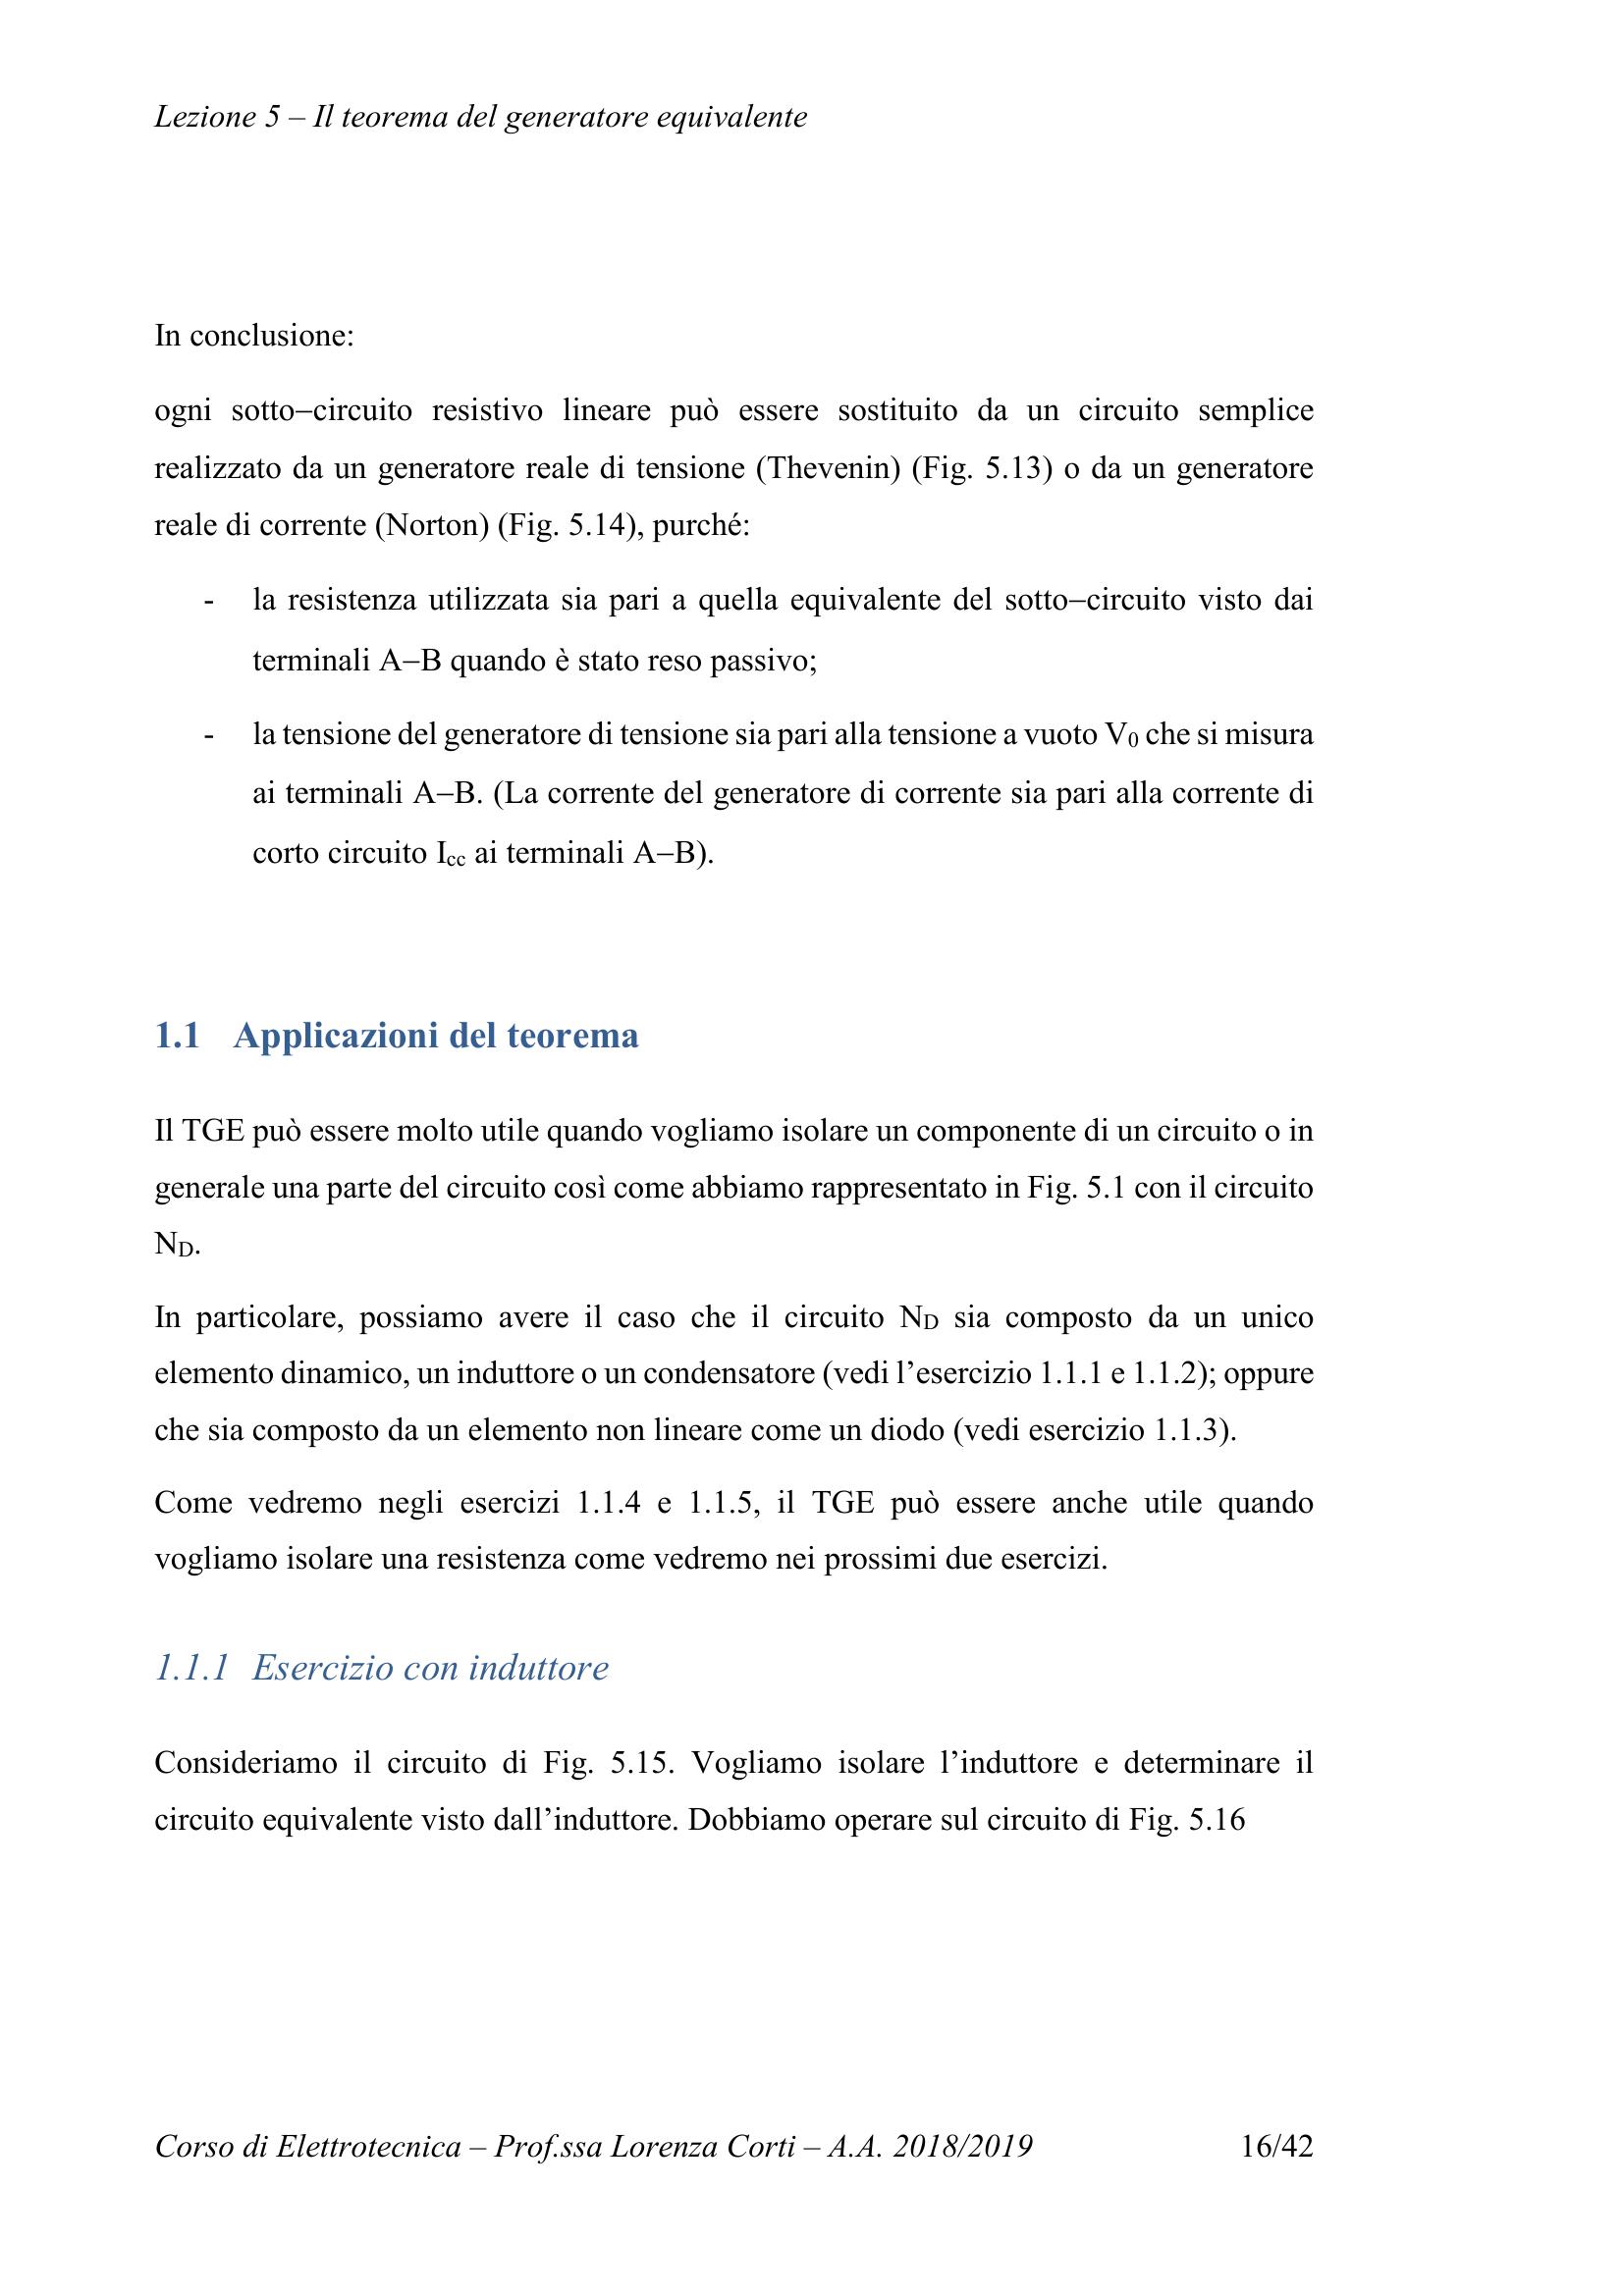 Lezione 5 – Il teorema del generatore equivalente
In conclusione:
ogni sotto−circuito resistivo lineare può essere sostituito da un circuito semplice
realizzato da un generatore reale di tensione (Thevenin) (Fig. 5.13) o da un generatore
reale di corrente (Norton) (Fig. 5.14), purché:
- la resistenza utilizzata sia pari a quella equivalente del sotto−circuito visto dai
terminali A−B quando è stato reso passivo;
- la tensione del generatore di tensione sia pari alla tensione a vuoto V0 che si misura
ai terminali A−B. (La corrente del generatore di corrente sia pari alla corrente di
corto circuito Icc ai terminali A−B).
1.1 Applicazioni del teorema
Il TGE può essere molto utile quando vogliamo isolare un componente di un circuito o in
generale una parte del circuito così come abbiamo rappresentato in Fig. 5.1 con il circuito
ND.
In particolare, possiamo avere il caso che il circuito ND sia composto da un unico
elemento dinamico, un induttore o un condensatore (vedi l’esercizio 1.1.1 e 1.1.2); oppure
che sia composto da un elemento non lineare come un diodo (vedi esercizio 1.1.3).
Come vedremo negli esercizi 1.1.4 e 1.1.5, il TGE può essere anche utile quando
vogliamo isolare una resistenza come vedremo nei prossimi due esercizi.
1.1.1 Esercizio con induttore
Consideriamo il circuito di Fig. 5.15. Vogliamo isolare l’induttore e determinare il
circuito equivalente visto dall’induttore. Dobbiamo operare sul circuito di Fig. 5.16
Corso di Elettrotecnica – Prof.ssa Lorenza Corti – A.A. 2018/2019 16/42